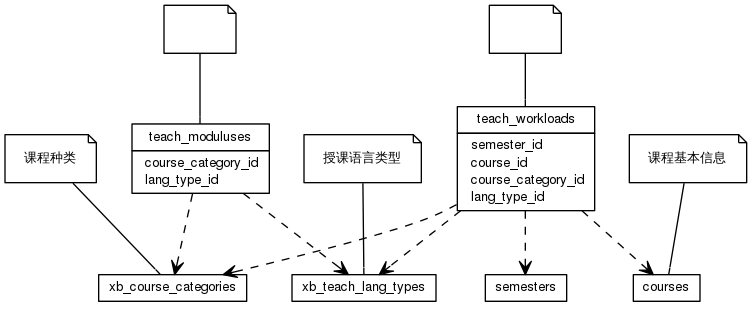 teach_workloads
teach_moduluses
semester_id
课程种类
授课语言类型
course_id
课程基本信息
course_category_id
course_category_id
lang_type_id
lang_type_id
xb_course_categories
xb_teach_lang_types
semesters
courses